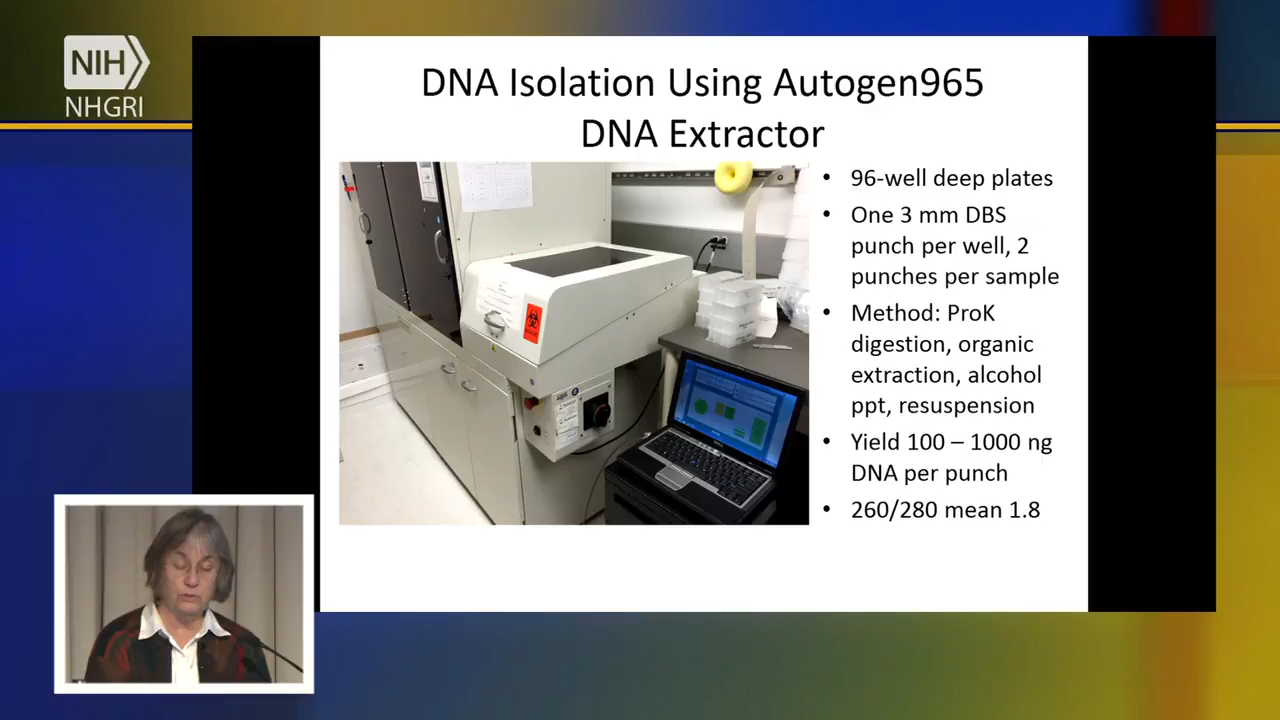 NIH
NHGRI
DNA Isolation Using Autogen965
DNA Extractor
• 96-well deep plates
• One 3 mm DBS
punch per well, 2
punches per sample
• Method: ProK
digestion, organic
extraction, alcohol
ppt, resuspension
• Yield 100 – 1000 ng
DNA per punch
• 260/280 mean 1.8